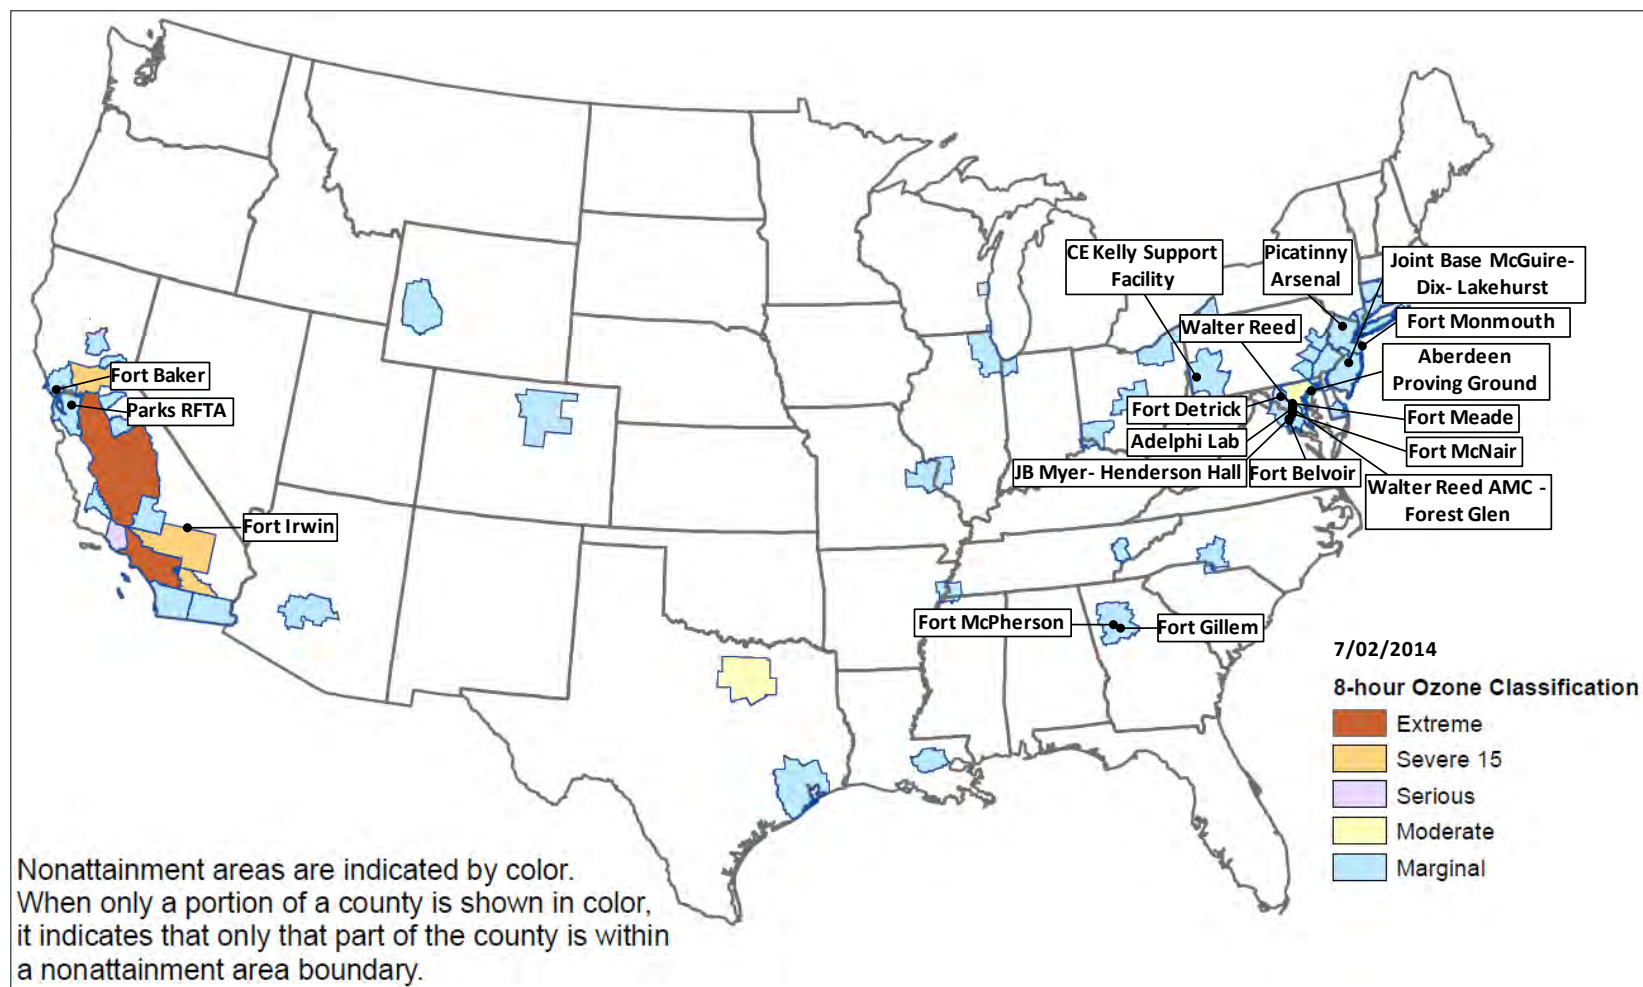 CE Kelly Support
Facility
Picatinny
Arsenal
Joint Base McGuire-
Dix- Lakehurst
Walter Reed
Fort Monmouth
Aberdeen
Proving Ground
Fort Baker
Parks RFTA
Fort Detrick
Fort Meade
Adelphi Lab
Fort McNair
JB Myer- Henderson Hall
Fort Belvoir
Walter Reed AMC -
Forest Glen
Fort Irwin
Fort McPherson
Fort Gillem
7/02/2014
8-hour Ozone Classification
Extreme
Severe 15
Serious
Moderate
Marginal
Nonattainment areas are indicated by color.
When only a portion of a county is shown in color,
it indicates that only that part of the county is within
a nonattainment area boundary.